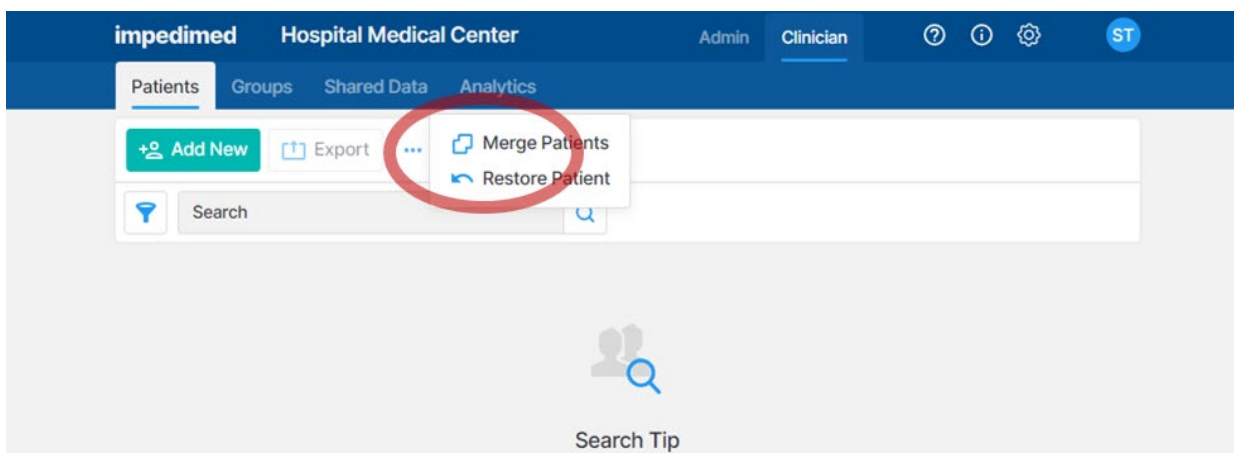 impedimed Hospital Medical Center Admin Clinician ST
Patients Groups Shared Data Analytics
Add New Export ... Merge Patients
Restore Patient
Search
Search Tip